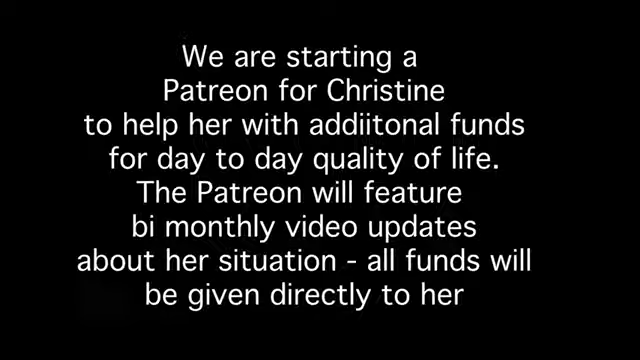 We are starting a
Patreon for Christine
to help her with addiitonal funds
for day to day quality of life.
The Patreon will feature
bi monthly video updates
about her situation - all funds will
be given directly to her